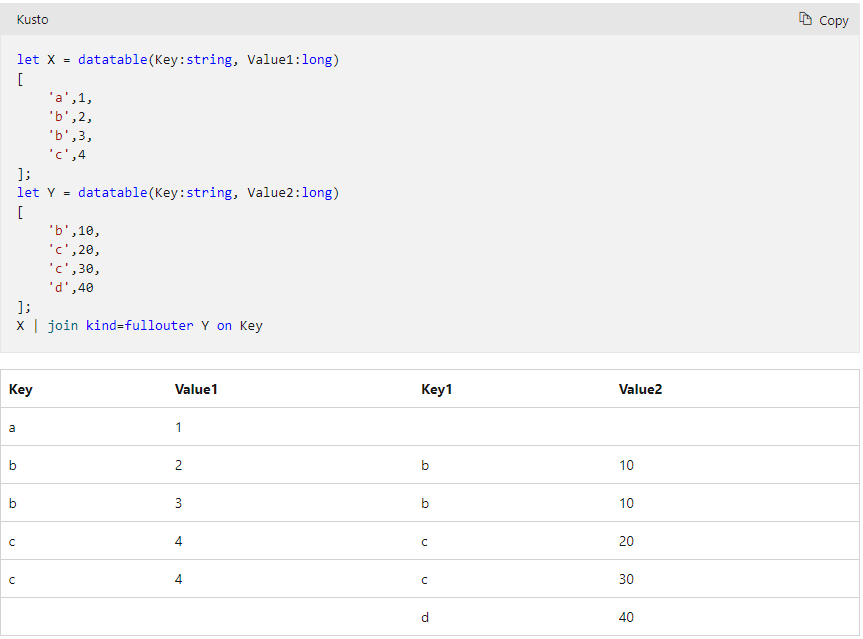 Kusto Copy
let X = datatable(Key:string, Value1:long)
[
    'a',1,
    'b',2,
    'b',3,
    'c',4
];
let Y = datatable(Key:string, Value2:long)
[
    'b',10,
    'c',20,
    'c',30,
    'd',40
];
X | join kind=fullouter Y on Key
Key Value1 Key1 Value2
a 1
b 2 b 10
b 3 b 10
c 4 c 20
c 4 c 30
d 40